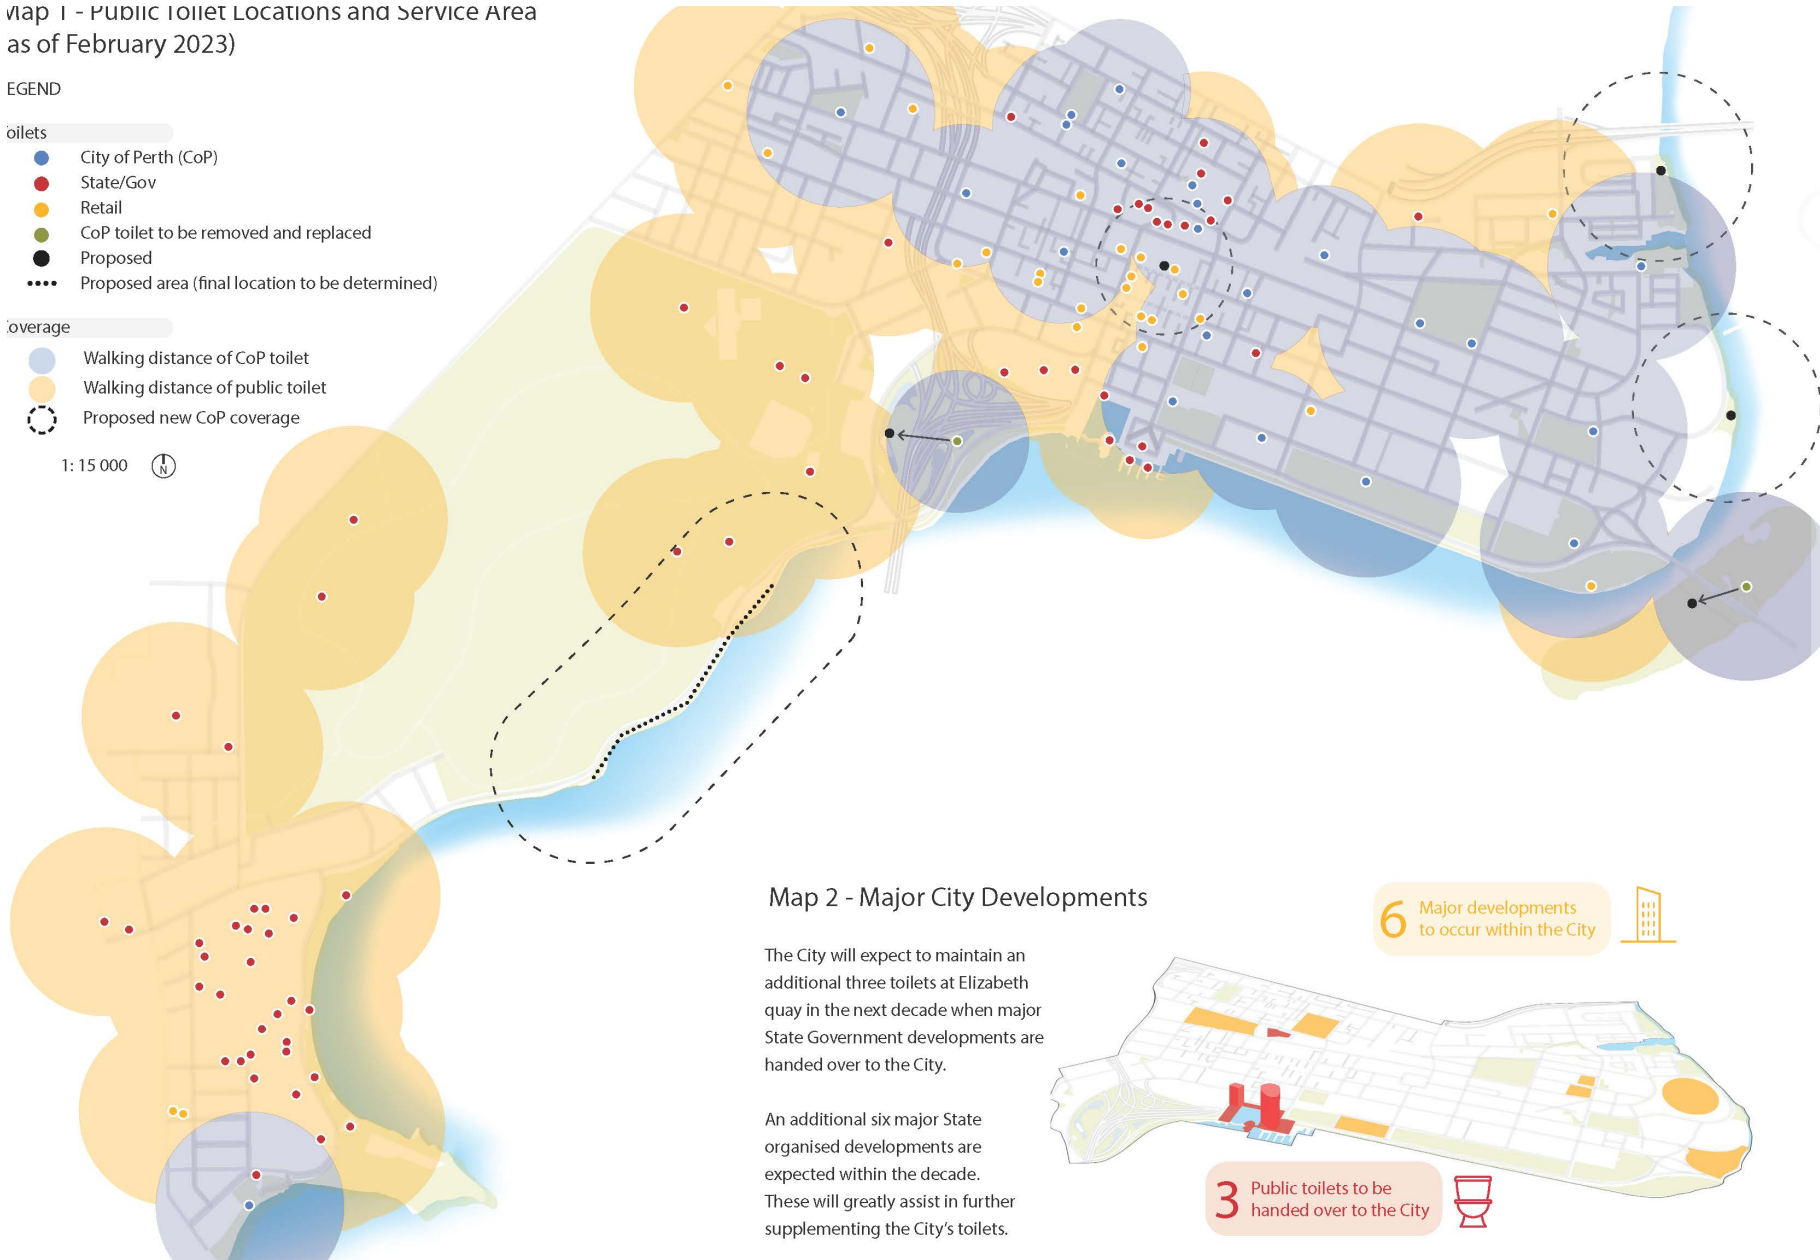 Map 1 - Public Toilet Locations and Service Area
as of February 2023)
EGEND
oilets
City of Perth (CoP)
State/Gov
Retail
CoP toilet to be removed and replaced
Proposed
Proposed area (final location to be determined)
overage
Walking distance of CoP toilet
Walking distance of public toilet
Proposed new CoP coverage
1: 15 000
N
Map 2 - Major City Developments
The City will expect to maintain an
additional three toilets at Elizabeth
quay in the next decade when major
State Government developments are
handed over to the City.
An additional six major State
organised developments are
expected within the decade.
These will greatly assist in further
supplementing the City's toilets.
6 Major developments
to occur within the City
3 Public toilets to be
handed over to the City